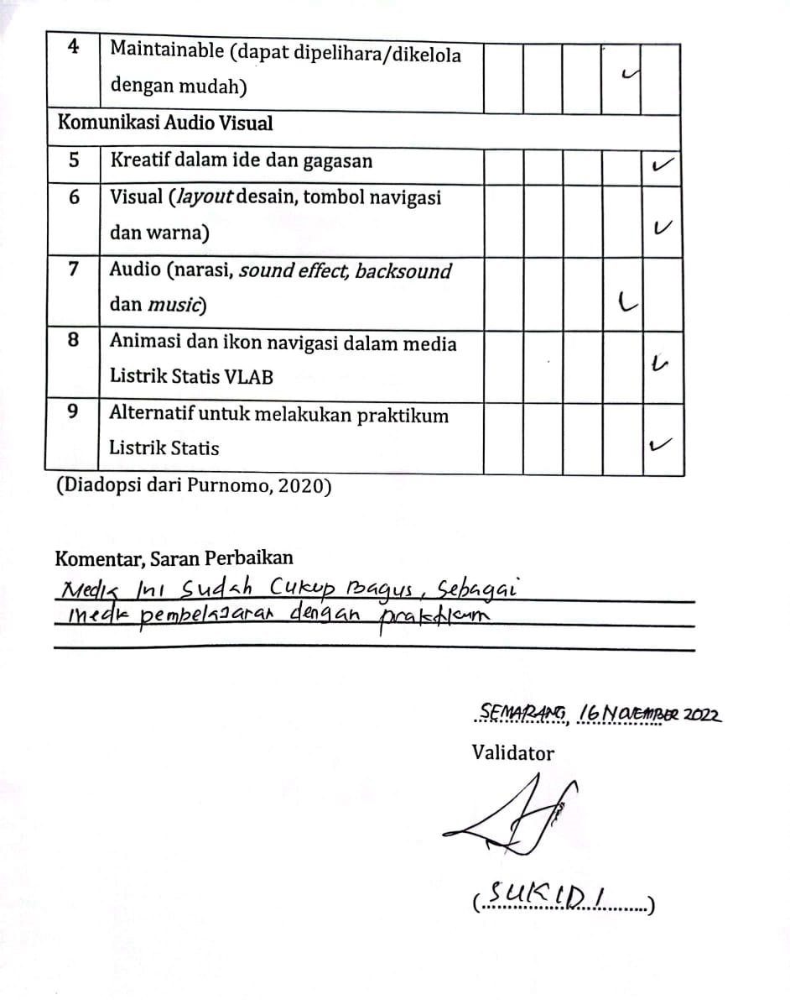 4 Maintainable (dapat dipelihara/dikelola
dengan mudah) ✓
Komunikasi Audio Visual
5 Kreatif dalam ide dan gagasan ✓
6 Visual (layout desain, tombol navigasi
dan warna) ✓
7 Audio (narasi, sound effect, backsound
dan music) ✓
8 Animasi dan ikon navigasi dalam media
Listrik Statis VLAB ✓
9 Alternatif untuk melakukan praktikum
Listrik Statis ✓
(Diadopsi dari Purnomo, 2020)
Komentar, Saran Perbaikan
Media Ini Sudah Cukup Bagus, Sebagai
media pembelajaran dengan praktikum
SEMARANG, 16 NOVEMBER 2022
Validator
(SUKIDI)